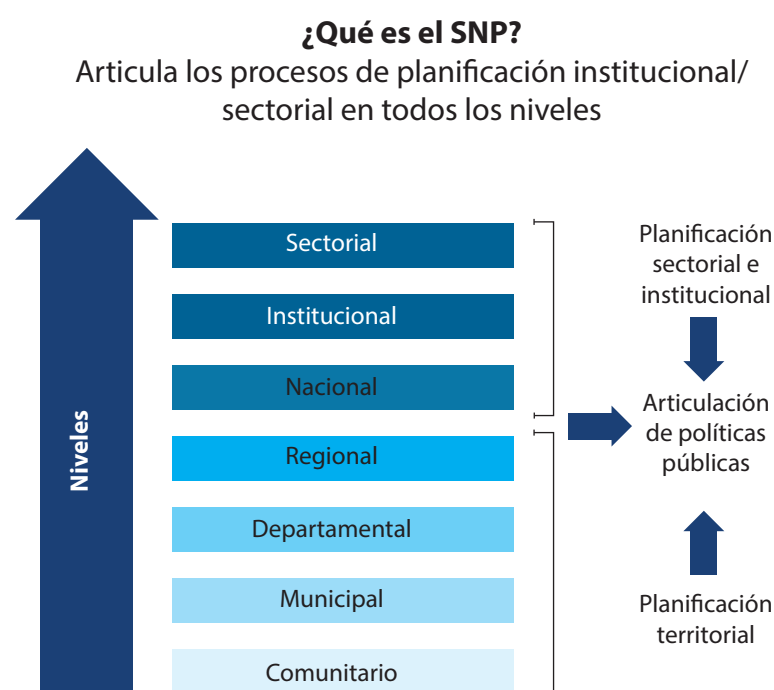 ¿Qué es el SNP?
Articula los procesos de planificación institucional/
sectorial en todos los niveles
Niveles
Sectorial
Institucional
Nacional
Regional
Departamental
Municipal
Comunitario
Planificación
sectorial e
institucional
Articulación
de políticas
públicas
Planificación
territorial